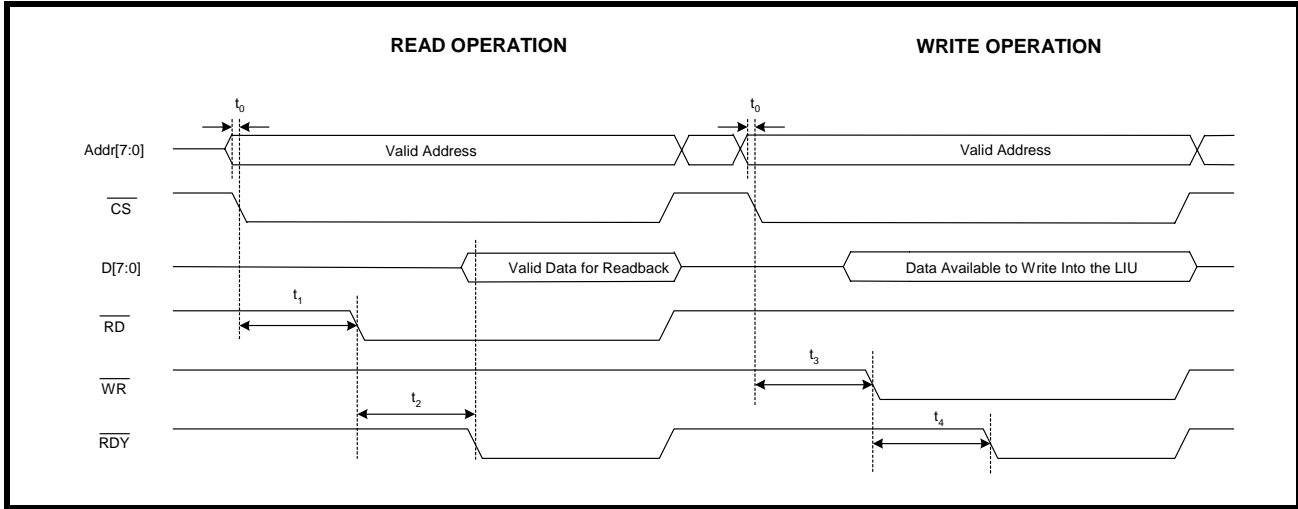 READ OPERATION WRITE OPERATION
t0 t0
Addr[7:0] Valid Address Valid Address
CS
D[7:0] Valid Data for Readback Data Available to Write Into the LIU
t1
RD
t3
WR
t2 t4
RDY